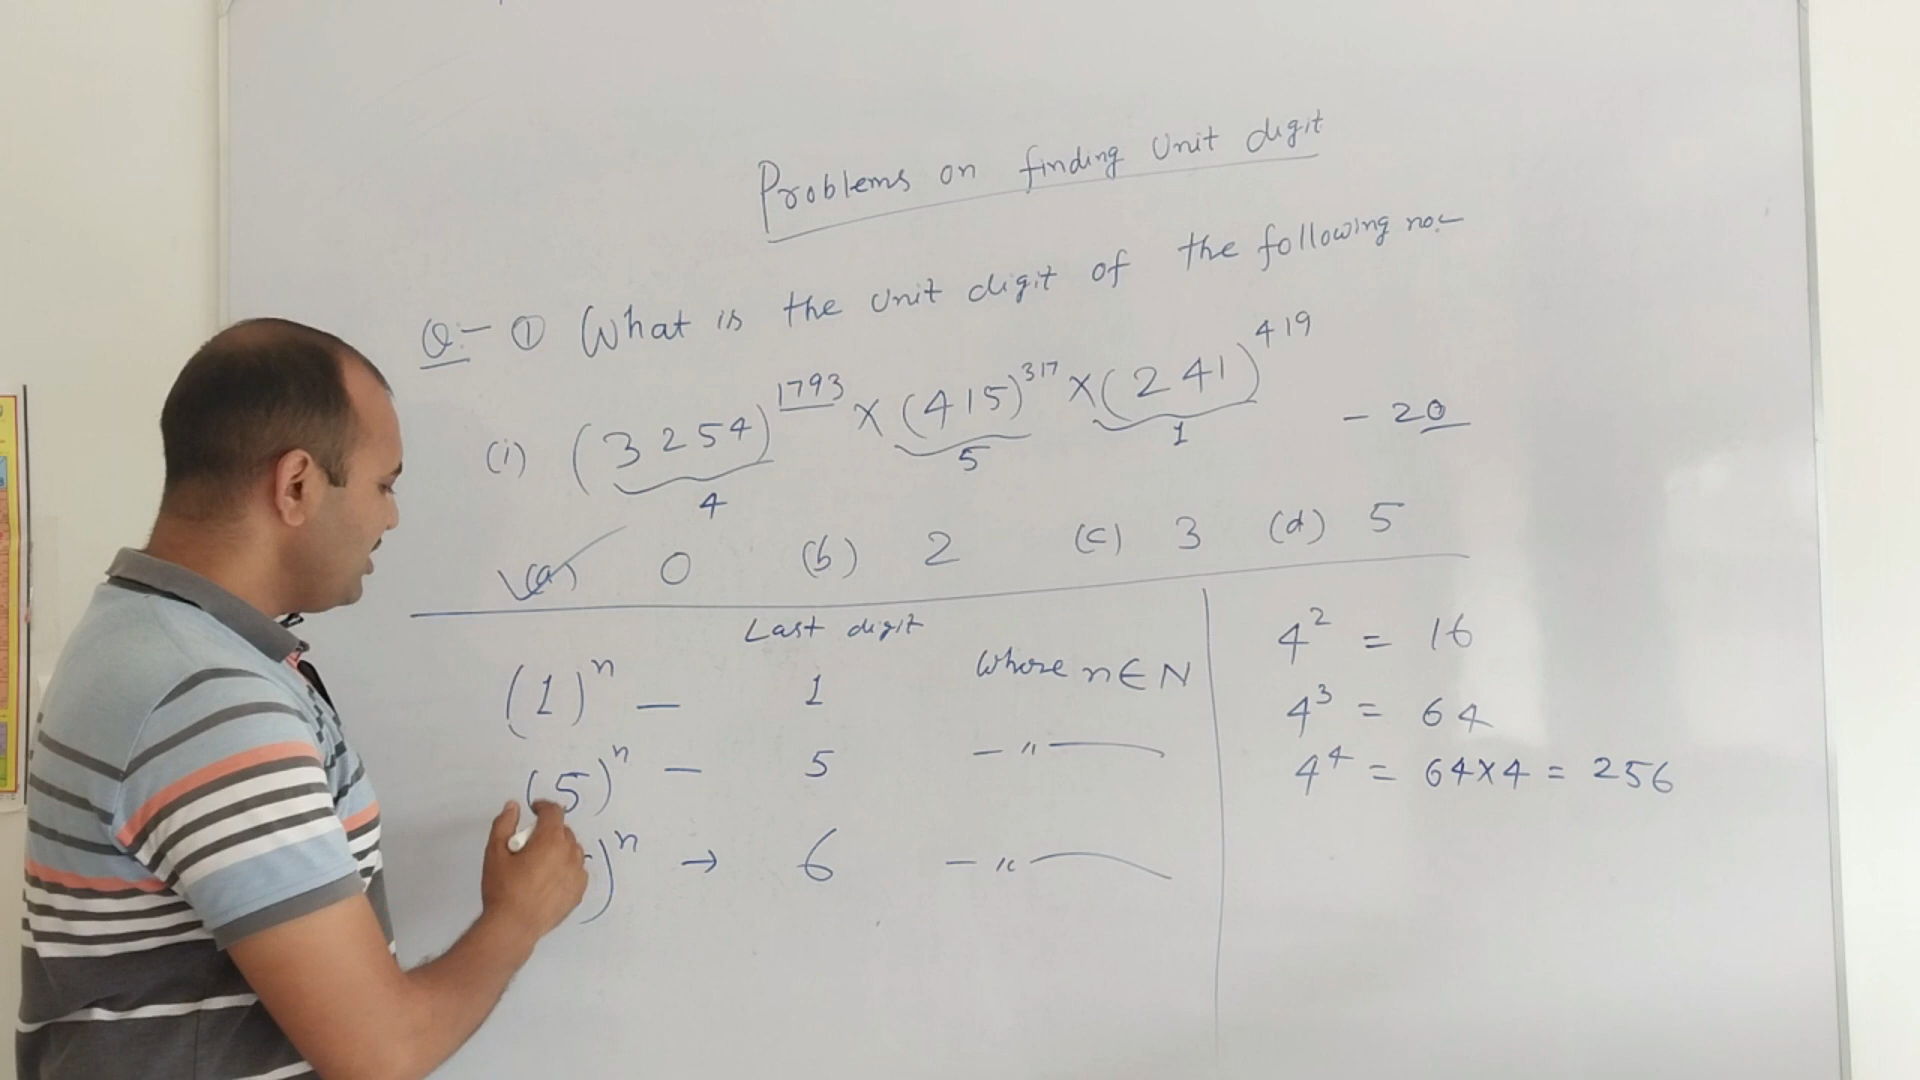 Problems on finding Unit digit
Q:- ① What is the Unit digit of the following no:-
(i) (3254)^1793 × (415)^317 × (241)^419 - 20
4 5 1
(a) 0 (b) 2 (c) 3 (d) 5
Last digit
(1)^n — 1 Where n∈N
(5)^n — 5 — " —
)^n → 6 — " —
4^2 = 16
4^3 = 64
4^4 = 64×4 = 256